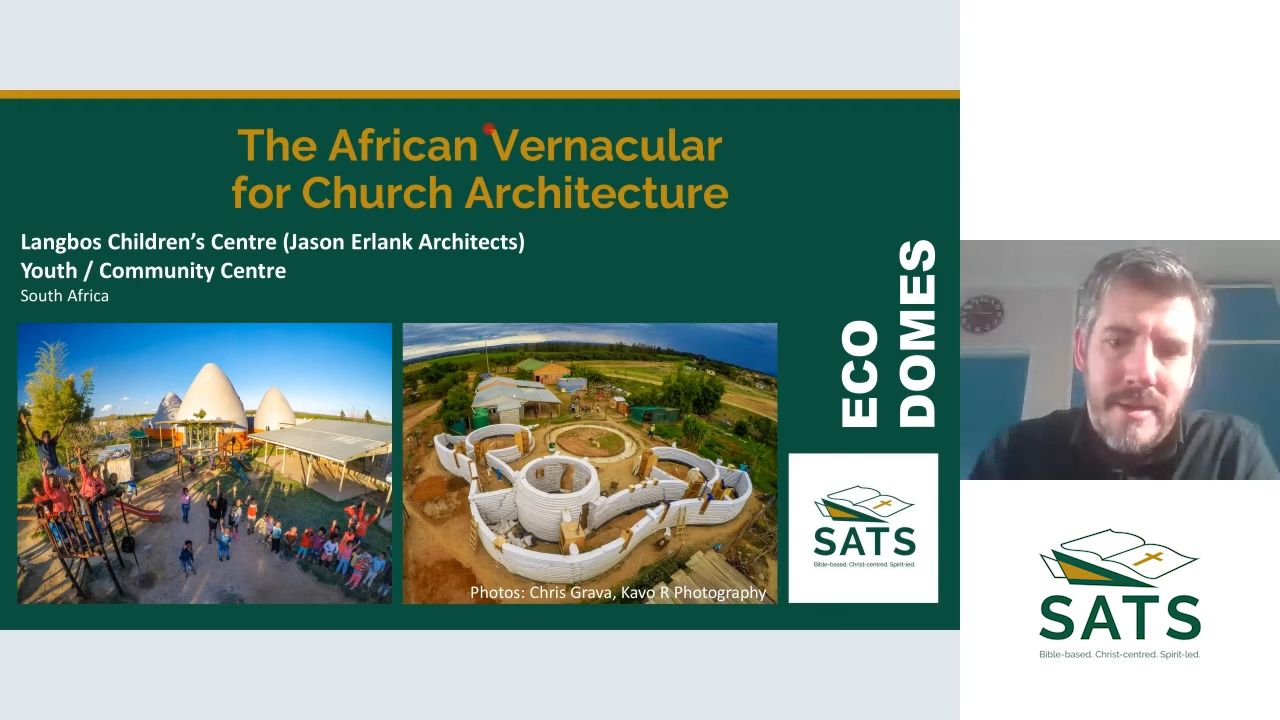 The African Vernacular
for Church Architecture
Langbos Children’s Centre (Jason Erlank Architects)
Youth / Community Centre
South Africa
ECO
DOMES
Photos: Chris Grava, Kavo R Photography
SATS
Bible-based. Christ-centred. Spirit-led.
SATS
Bible-based. Christ-centred. Spirit-led.